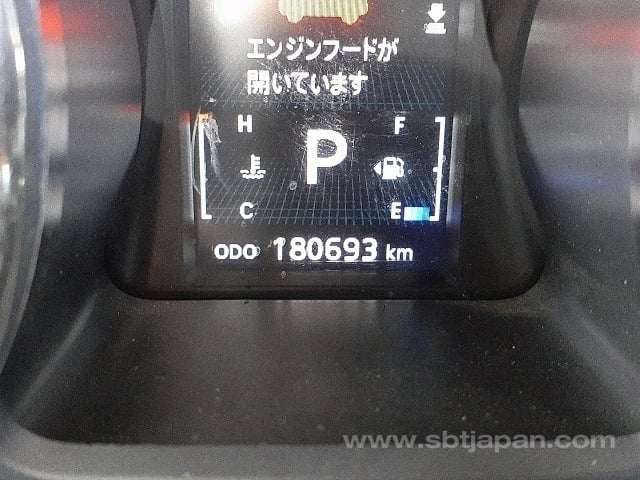 エンジンフードが
開いています
H F
P
C E
ODO 180693 km
www.sbtjapan.com